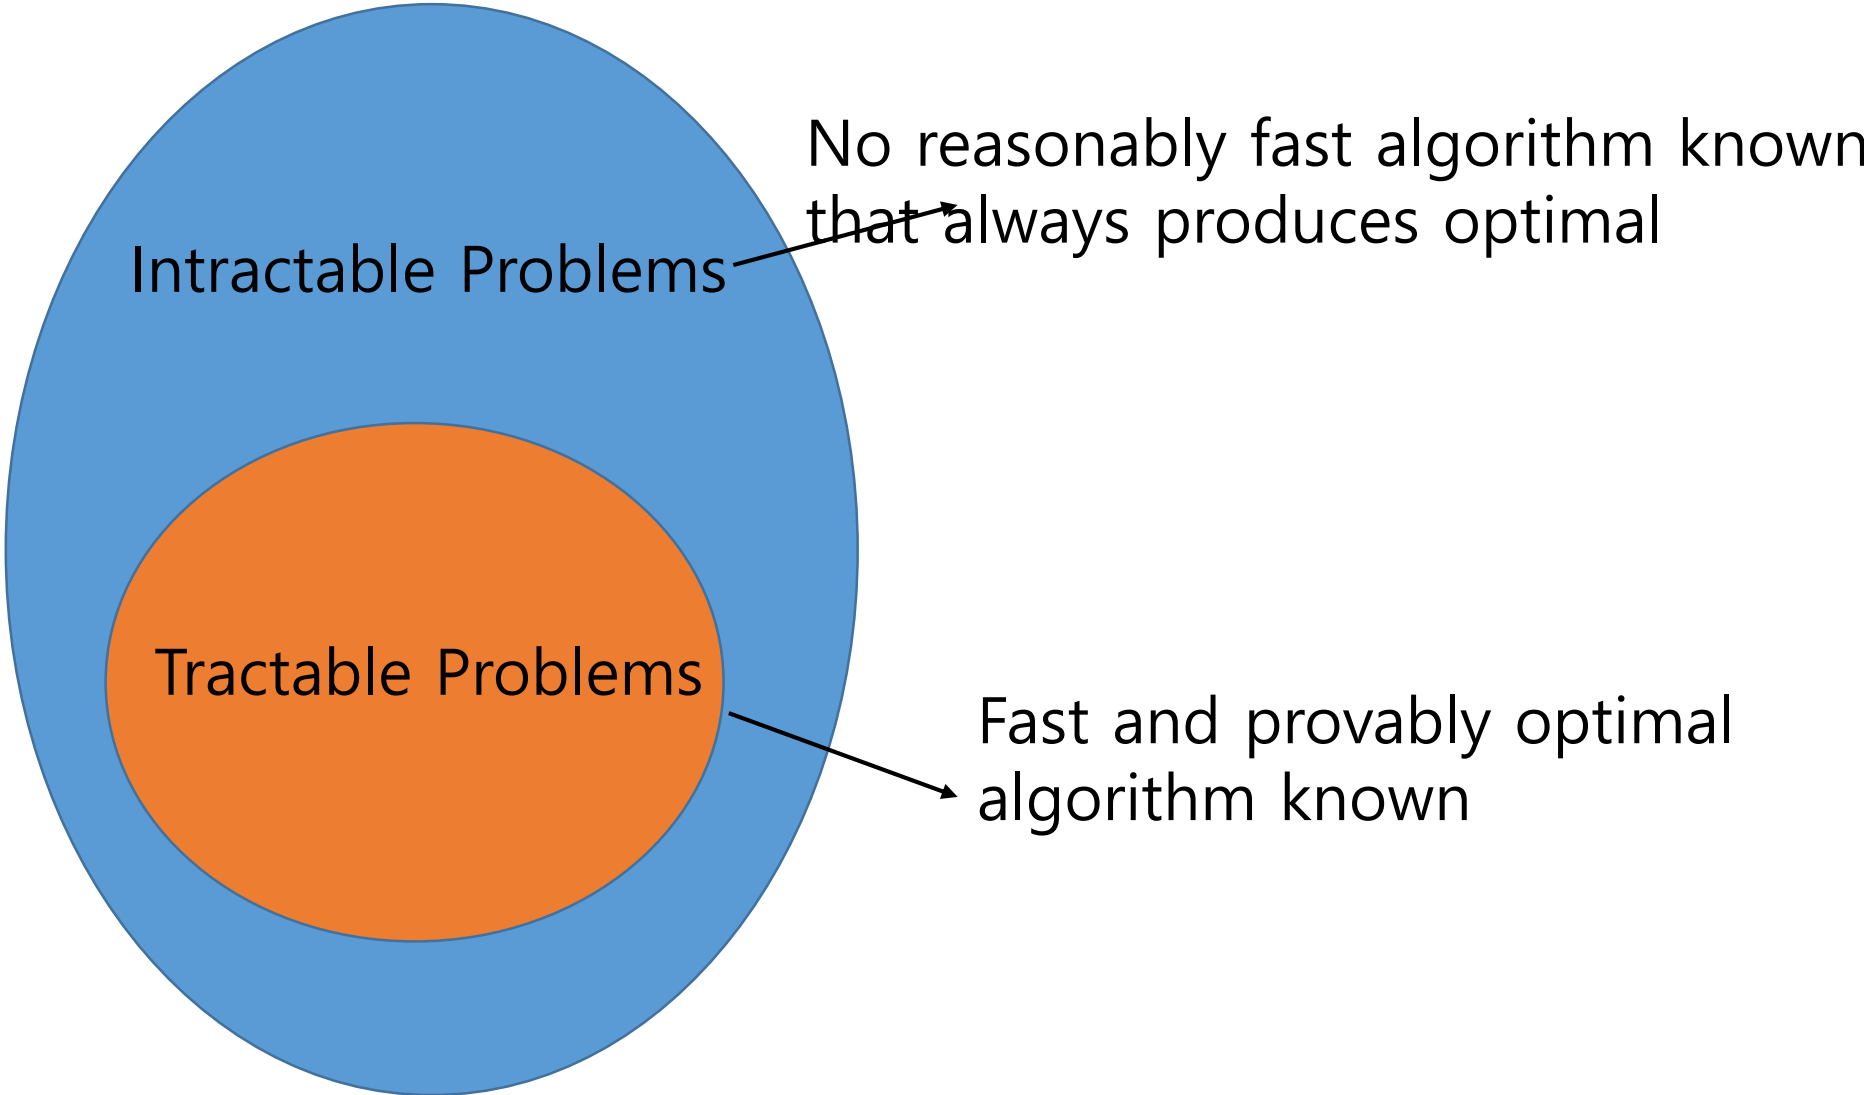 No reasonably fast algorithm known
that always produces optimal
Intractable Problems
Tractable Problems
Fast and provably optimal
algorithm known